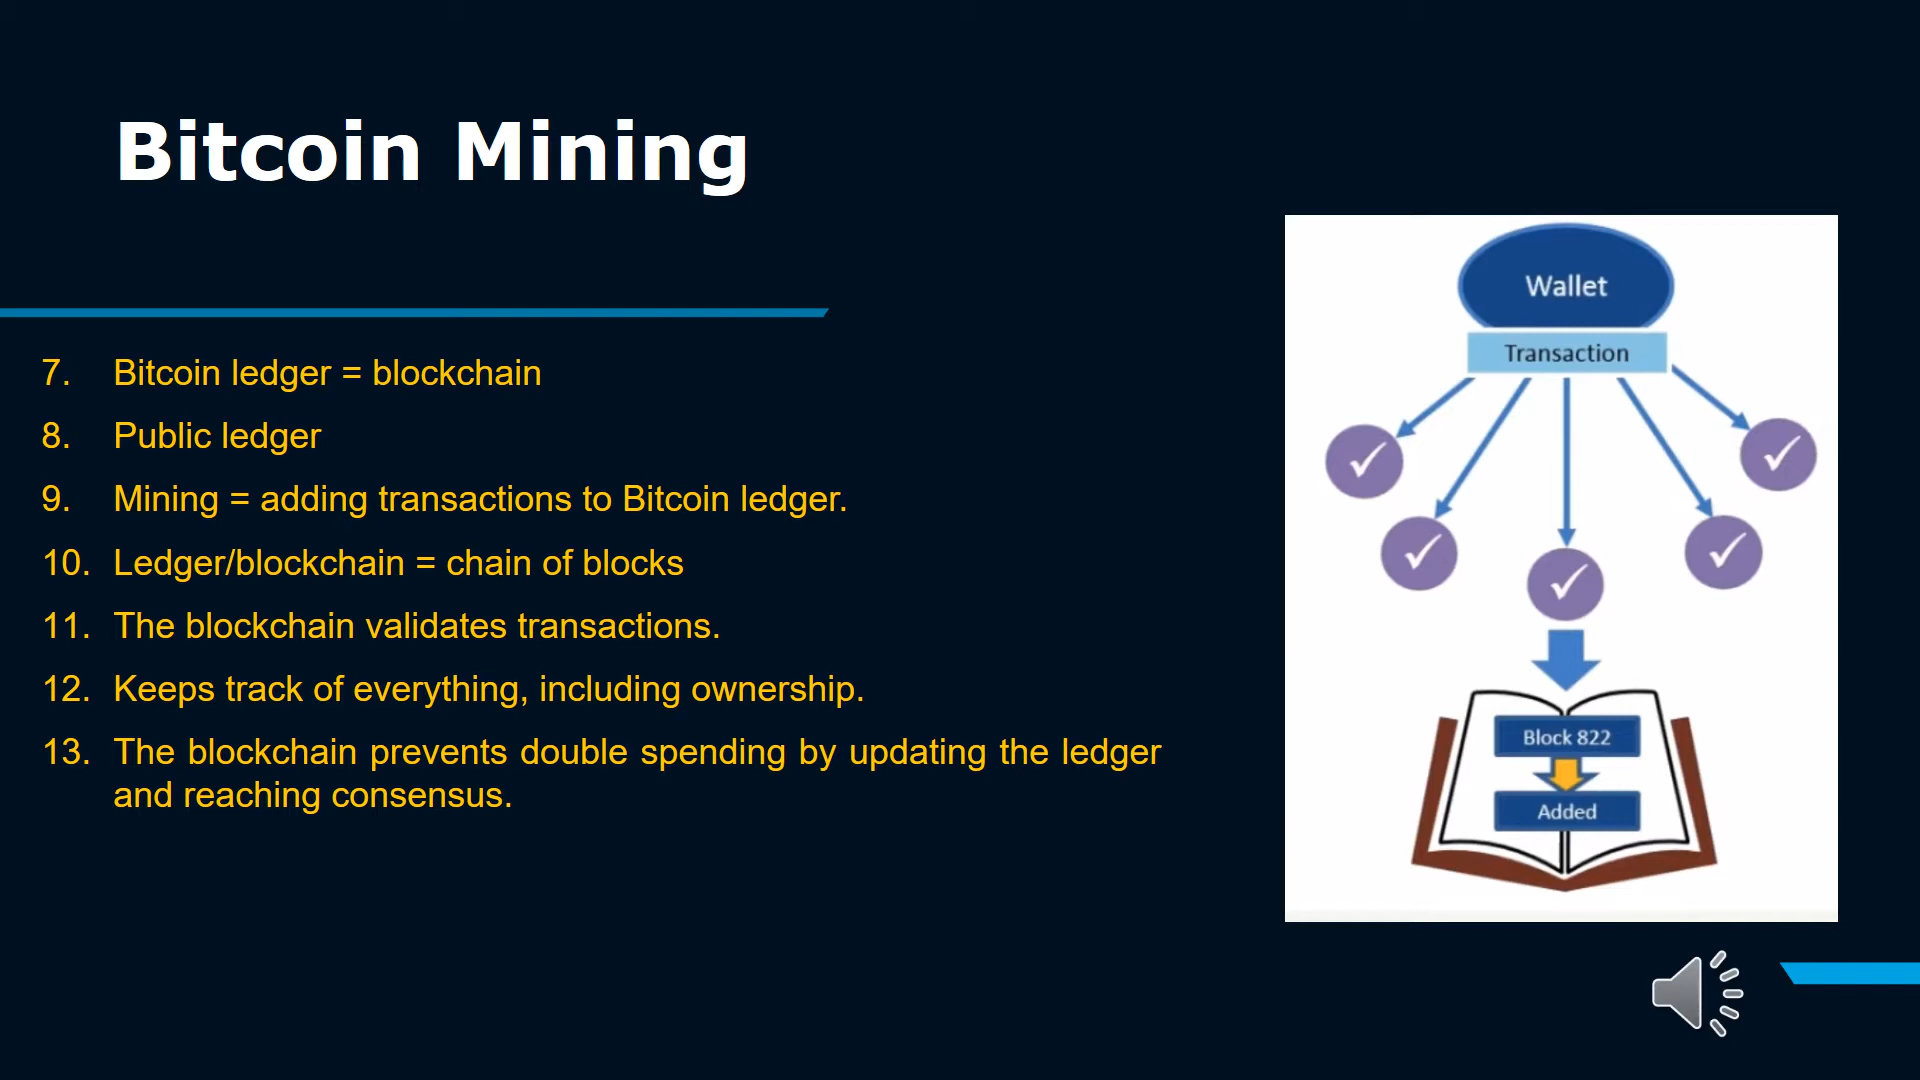 Bitcoin Mining
7. Bitcoin ledger = blockchain
8. Public ledger
9. Mining = adding transactions to Bitcoin ledger.
10. Ledger/blockchain = chain of blocks
11. The blockchain validates transactions.
12. Keeps track of everything, including ownership.
13. The blockchain prevents double spending by updating the ledger
and reaching consensus.
Wallet
Transaction
Block 822
Added